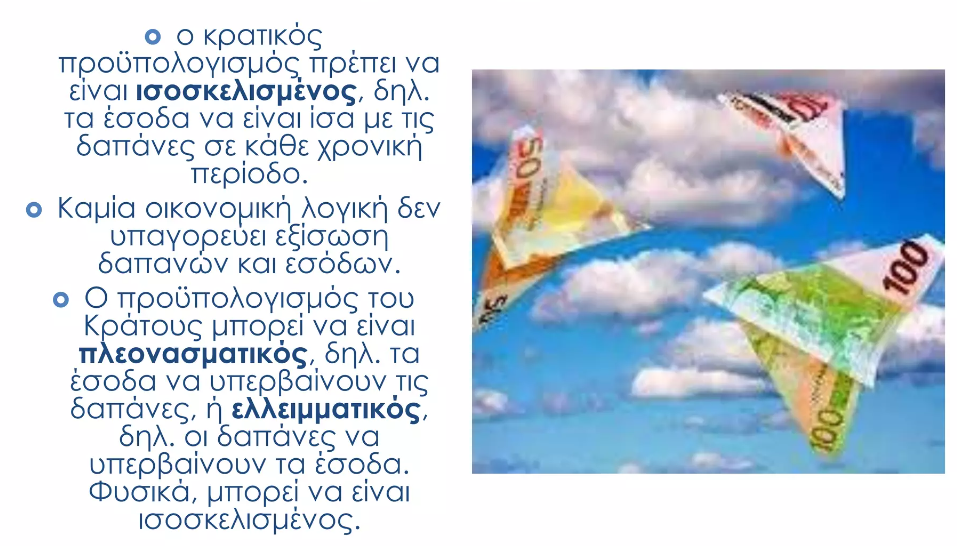 ο κρατικός
προϋπολογισμός πρέπει να
είναι ισοσκελισμένος, δηλ.
τα έσοδα να είναι ίσα με τις
δαπάνες σε κάθε χρονική
περίοδο.
Καμία οικονομική λογική δεν
υπαγορεύει εξίσωση
δαπανών και εσόδων.
Ο προϋπολογισμός του
Κράτους μπορεί να είναι
πλεονασματικός, δηλ. τα
έσοδα να υπερβαίνουν τις
δαπάνες, ή ελλειμματικός,
δηλ. οι δαπάνες να
υπερβαίνουν τα έσοδα.
Φυσικά, μπορεί να είναι
ισοσκελισμένος.
50
10
100
100